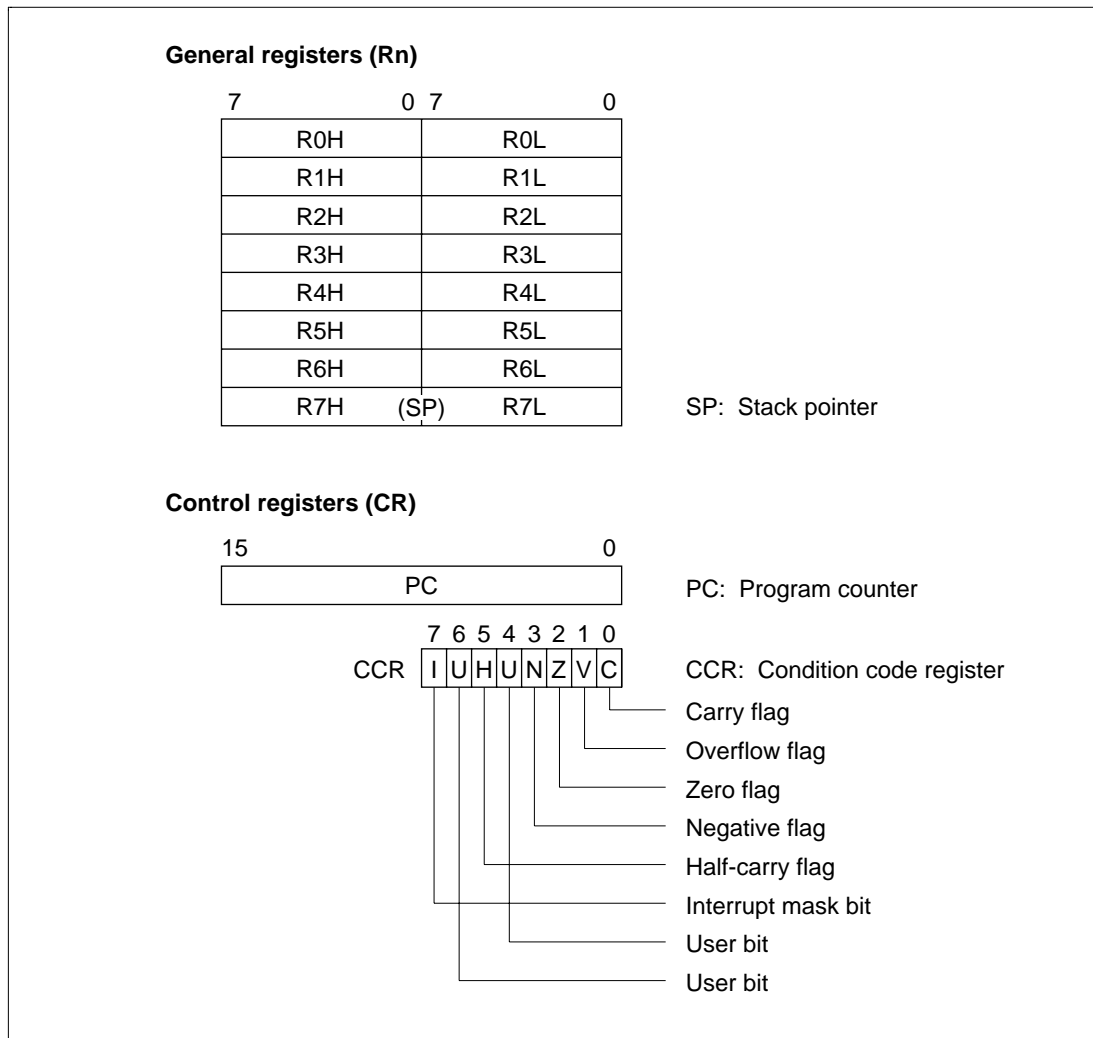 General registers (Rn)
7 0 7 0
R0H R0L
R1H R1L
R2H R2L
R3H R3L
R4H R4L
R5H R5L
R6H R6L
R7H (SP) R7L SP: Stack pointer
Control registers (CR)
15 0
PC PC: Program counter
7 6 5 4 3 2 1 0
CCR I U H U N Z V C CCR: Condition code register
Carry flag
Overflow flag
Zero flag
Negative flag
Half-carry flag
Interrupt mask bit
User bit
User bit